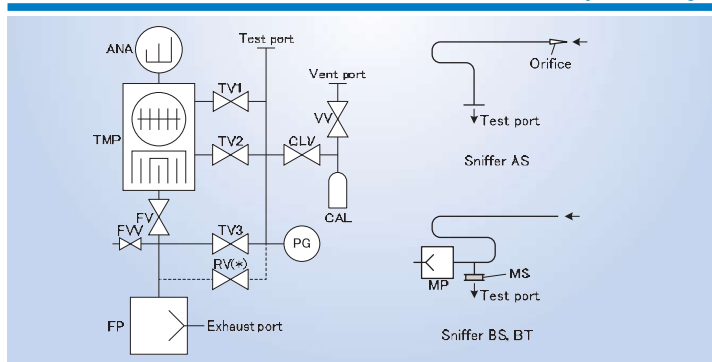 ANA
Test port
Vent port
TV1
VV
TMP
TV2
CLV
CAL
FV
FVV
TV3
PG
RV(*)
FP
Exhaust port
Orifice
Test port
Sniffer AS
MP
MS
Test port
Sniffer BS, BT